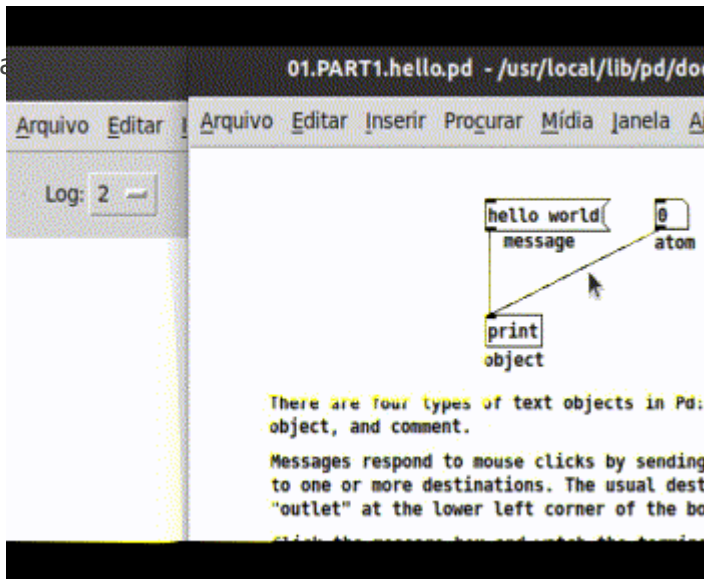 01.PART1.hello.pd - /usr/local/lib/pd/do
Arquivo Editar
Arquivo Editar Inserir Procurar Mídia Janela
Log: 2
hello world
0
message
atom
print
object
There are four types of text objects in Pd:
object, and comment.
Messages respond to mouse clicks by sending
to one or more destinations. The usual
"outlet" at the lower left corner of the